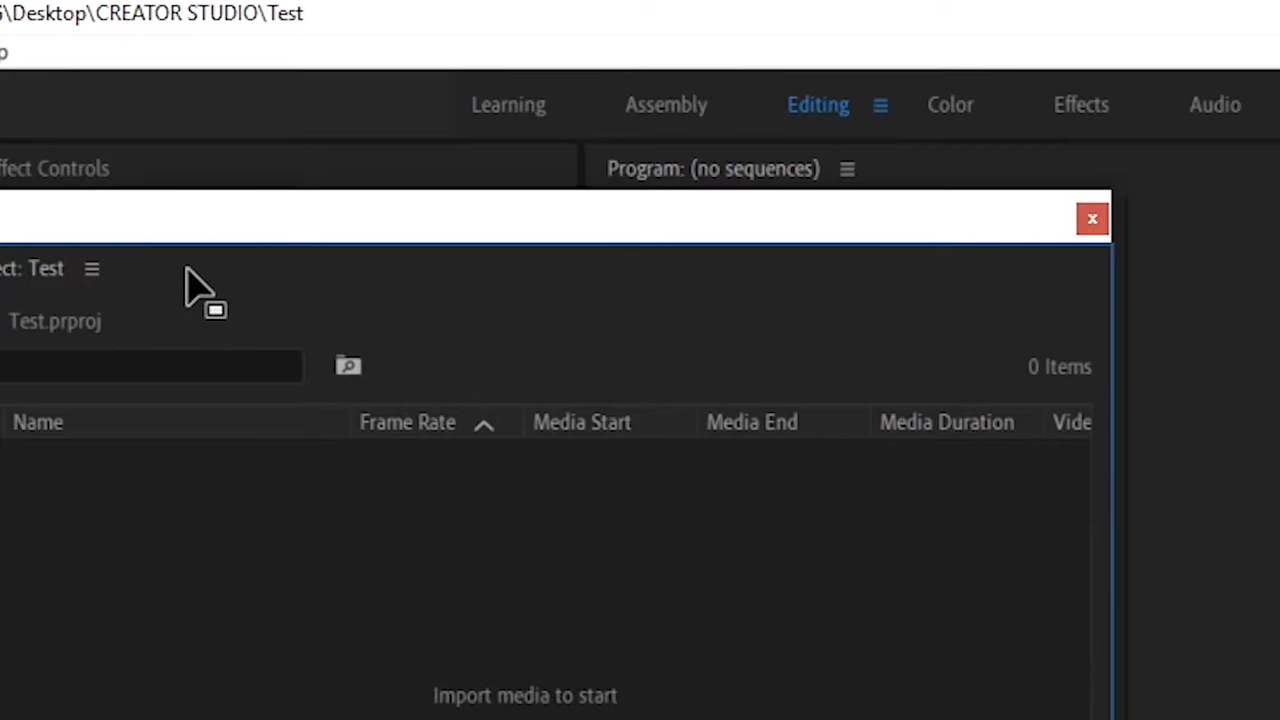 \Desktop\CREATOR STUDIO\Test
p
Learning Assembly Editing Color Effects Audio
ffect Controls
Program: (no sequences)
x
ect: Test
Test.prproj
0 Items
Name Frame Rate Media Start Media End Media Duration Vide
Import media to start